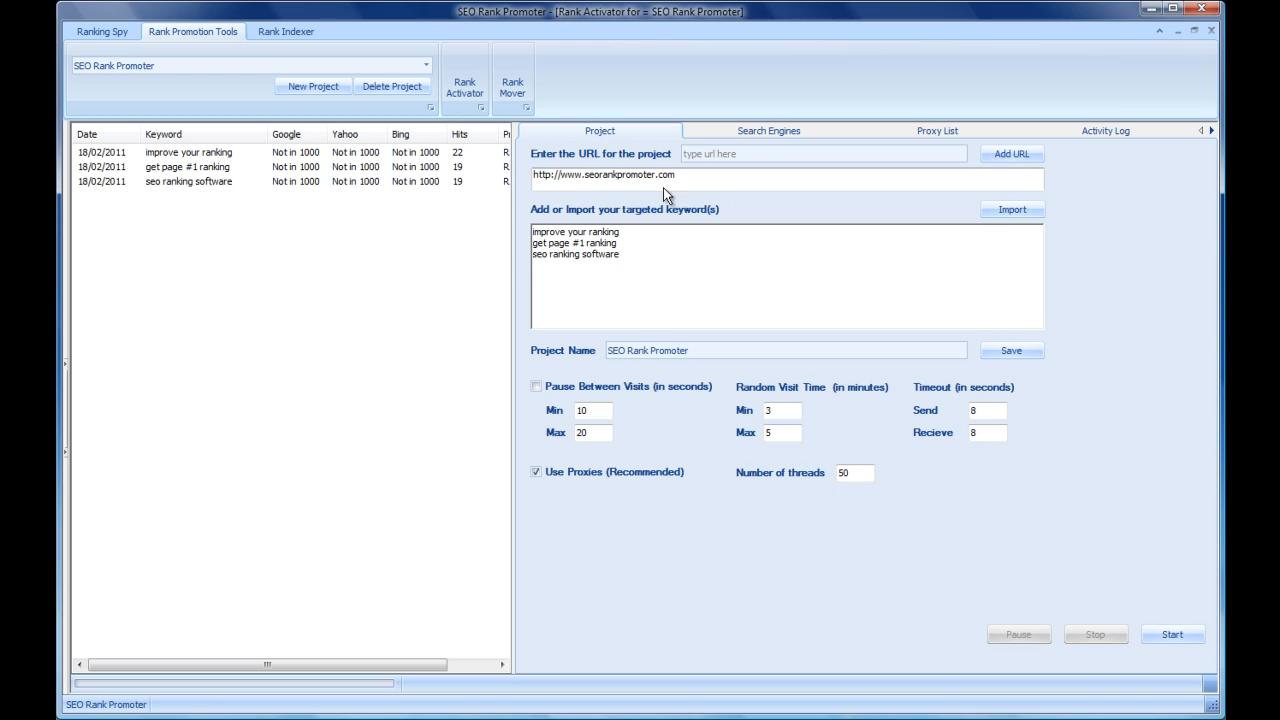 SEO Rank Promoter - [Rank Activator for = SEO Rank Promoter]
Ranking Spy Rank Promotion Tools Rank Indexer
SEO Rank Promoter
New Project Delete Project
Rank Activator
Rank Mover
Date Keyword Google Yahoo Bing Hits
18/02/2011 improve your ranking Not in 1000 Not in 1000 Not in 1000 22 R
18/02/2011 get page #1 ranking Not in 1000 Not in 1000 Not in 1000 19 R
18/02/2011 seo ranking software Not in 1000 Not in 1000 Not in 1000 19 R
Project Search Engines Proxy List Activity Log
Enter the URL for the project type url here Add URL
http://www.seorankpromoter.com
Add or Import your targeted keyword(s) Import
improve your ranking
get page #1 ranking
seo ranking software
Project Name SEO Rank Promoter Save
Pause Between Visits (in seconds) Random Visit Time (in minutes) Timeout (in seconds)
Min 10 Min 3 Send 8
Max 20 Max 5 Recieve 8
Use Proxies (Recommended) Number of threads 50
Pause Stop Start
SEO Rank Promoter